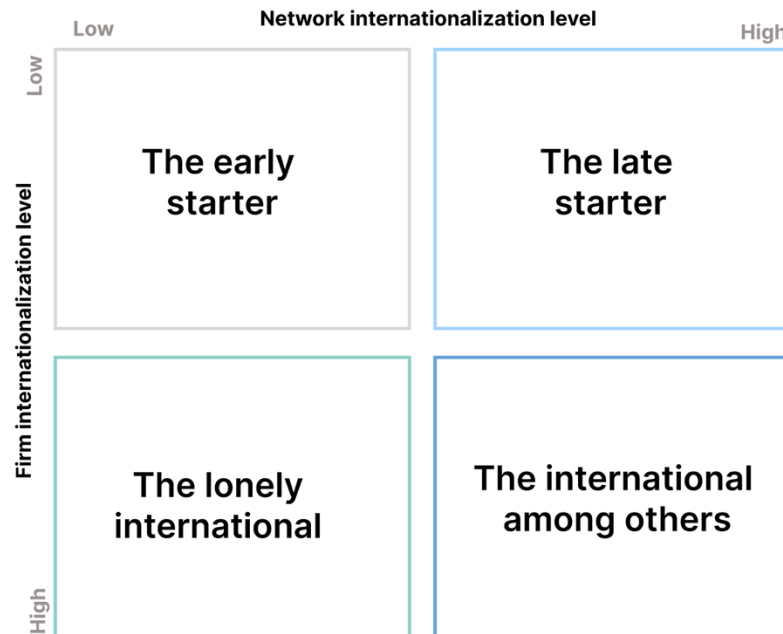 Network internationalization level
Low
High
Low
Firm internationalization level
High
The early
starter
The late
starter
The lonely
international
The international
among others